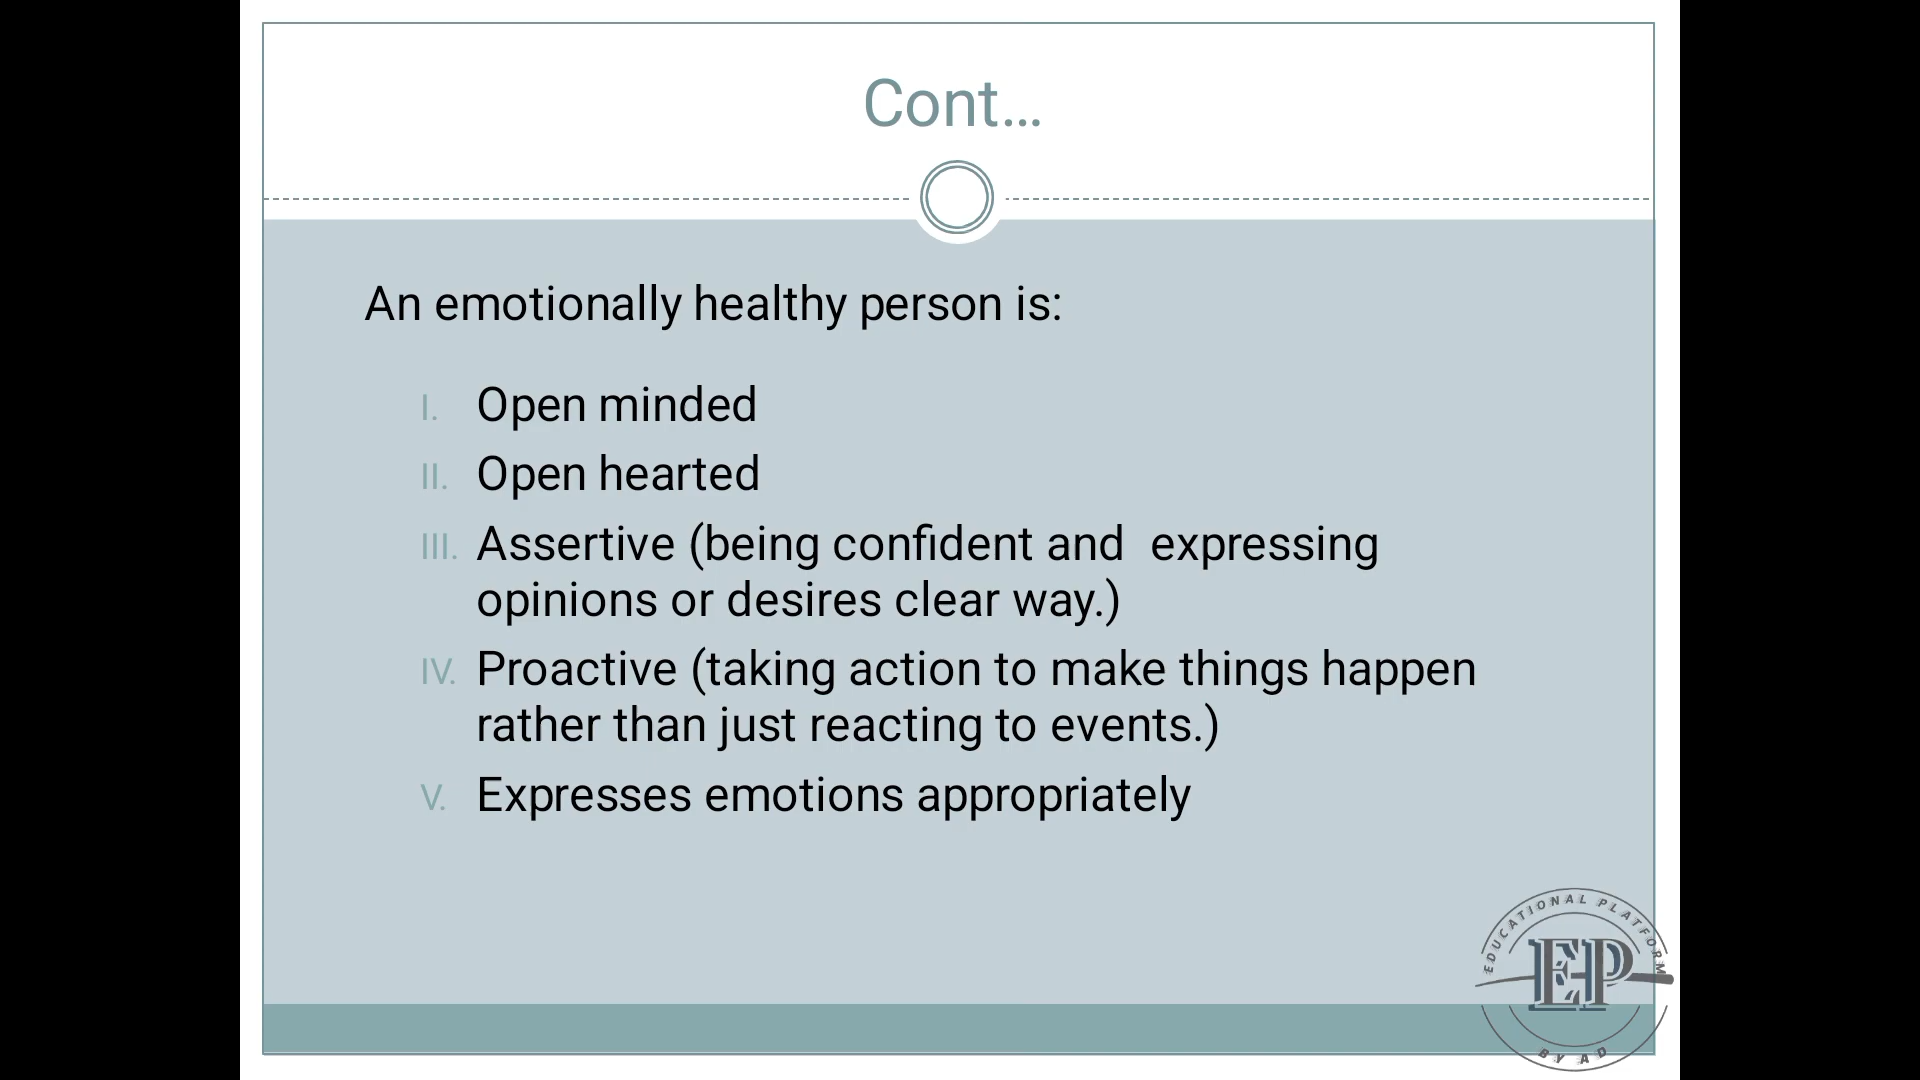 Cont…
An emotionally healthy person is:
I. Open minded
II. Open hearted
III. Assertive (being confident and  expressing
opinions or desires clear way.)
IV. Proactive (taking action to make things happen
rather than just reacting to events.)
V. Expresses emotions appropriately
EDUCATIONAL PLATFORM
EP
BY AD